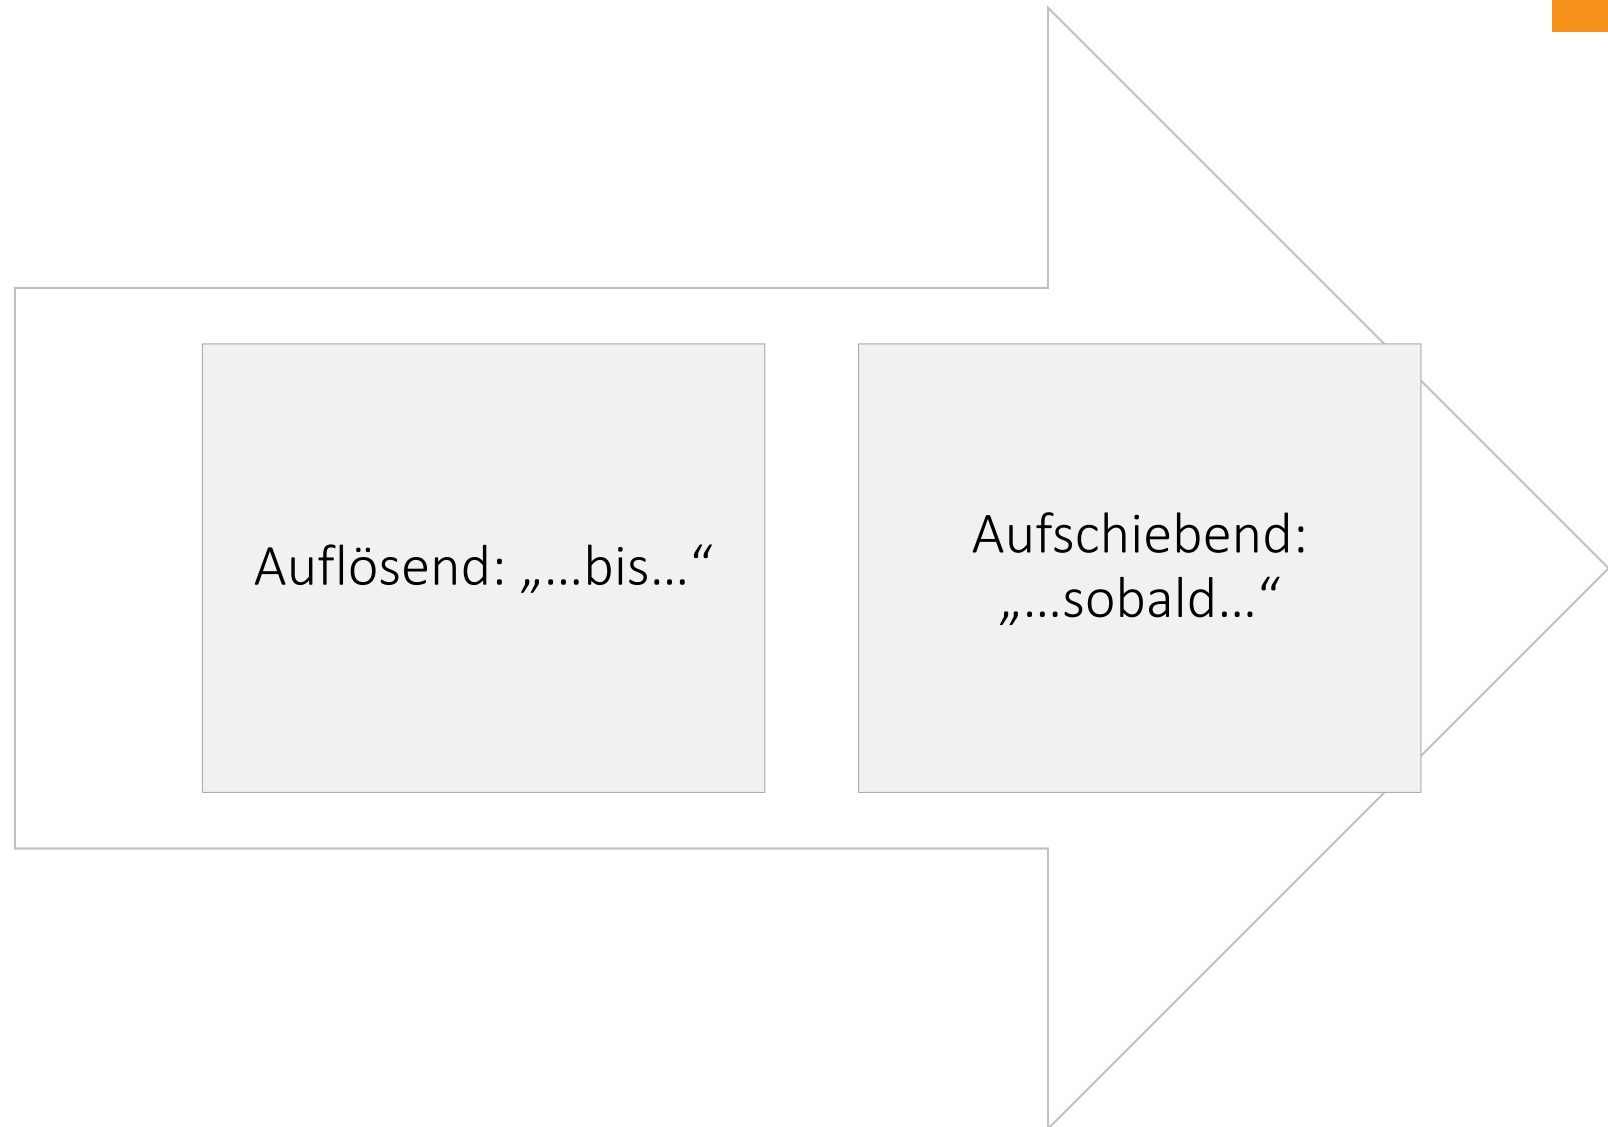 Auflösend: „…bis…“
Aufschiebend:
„…sobald…“